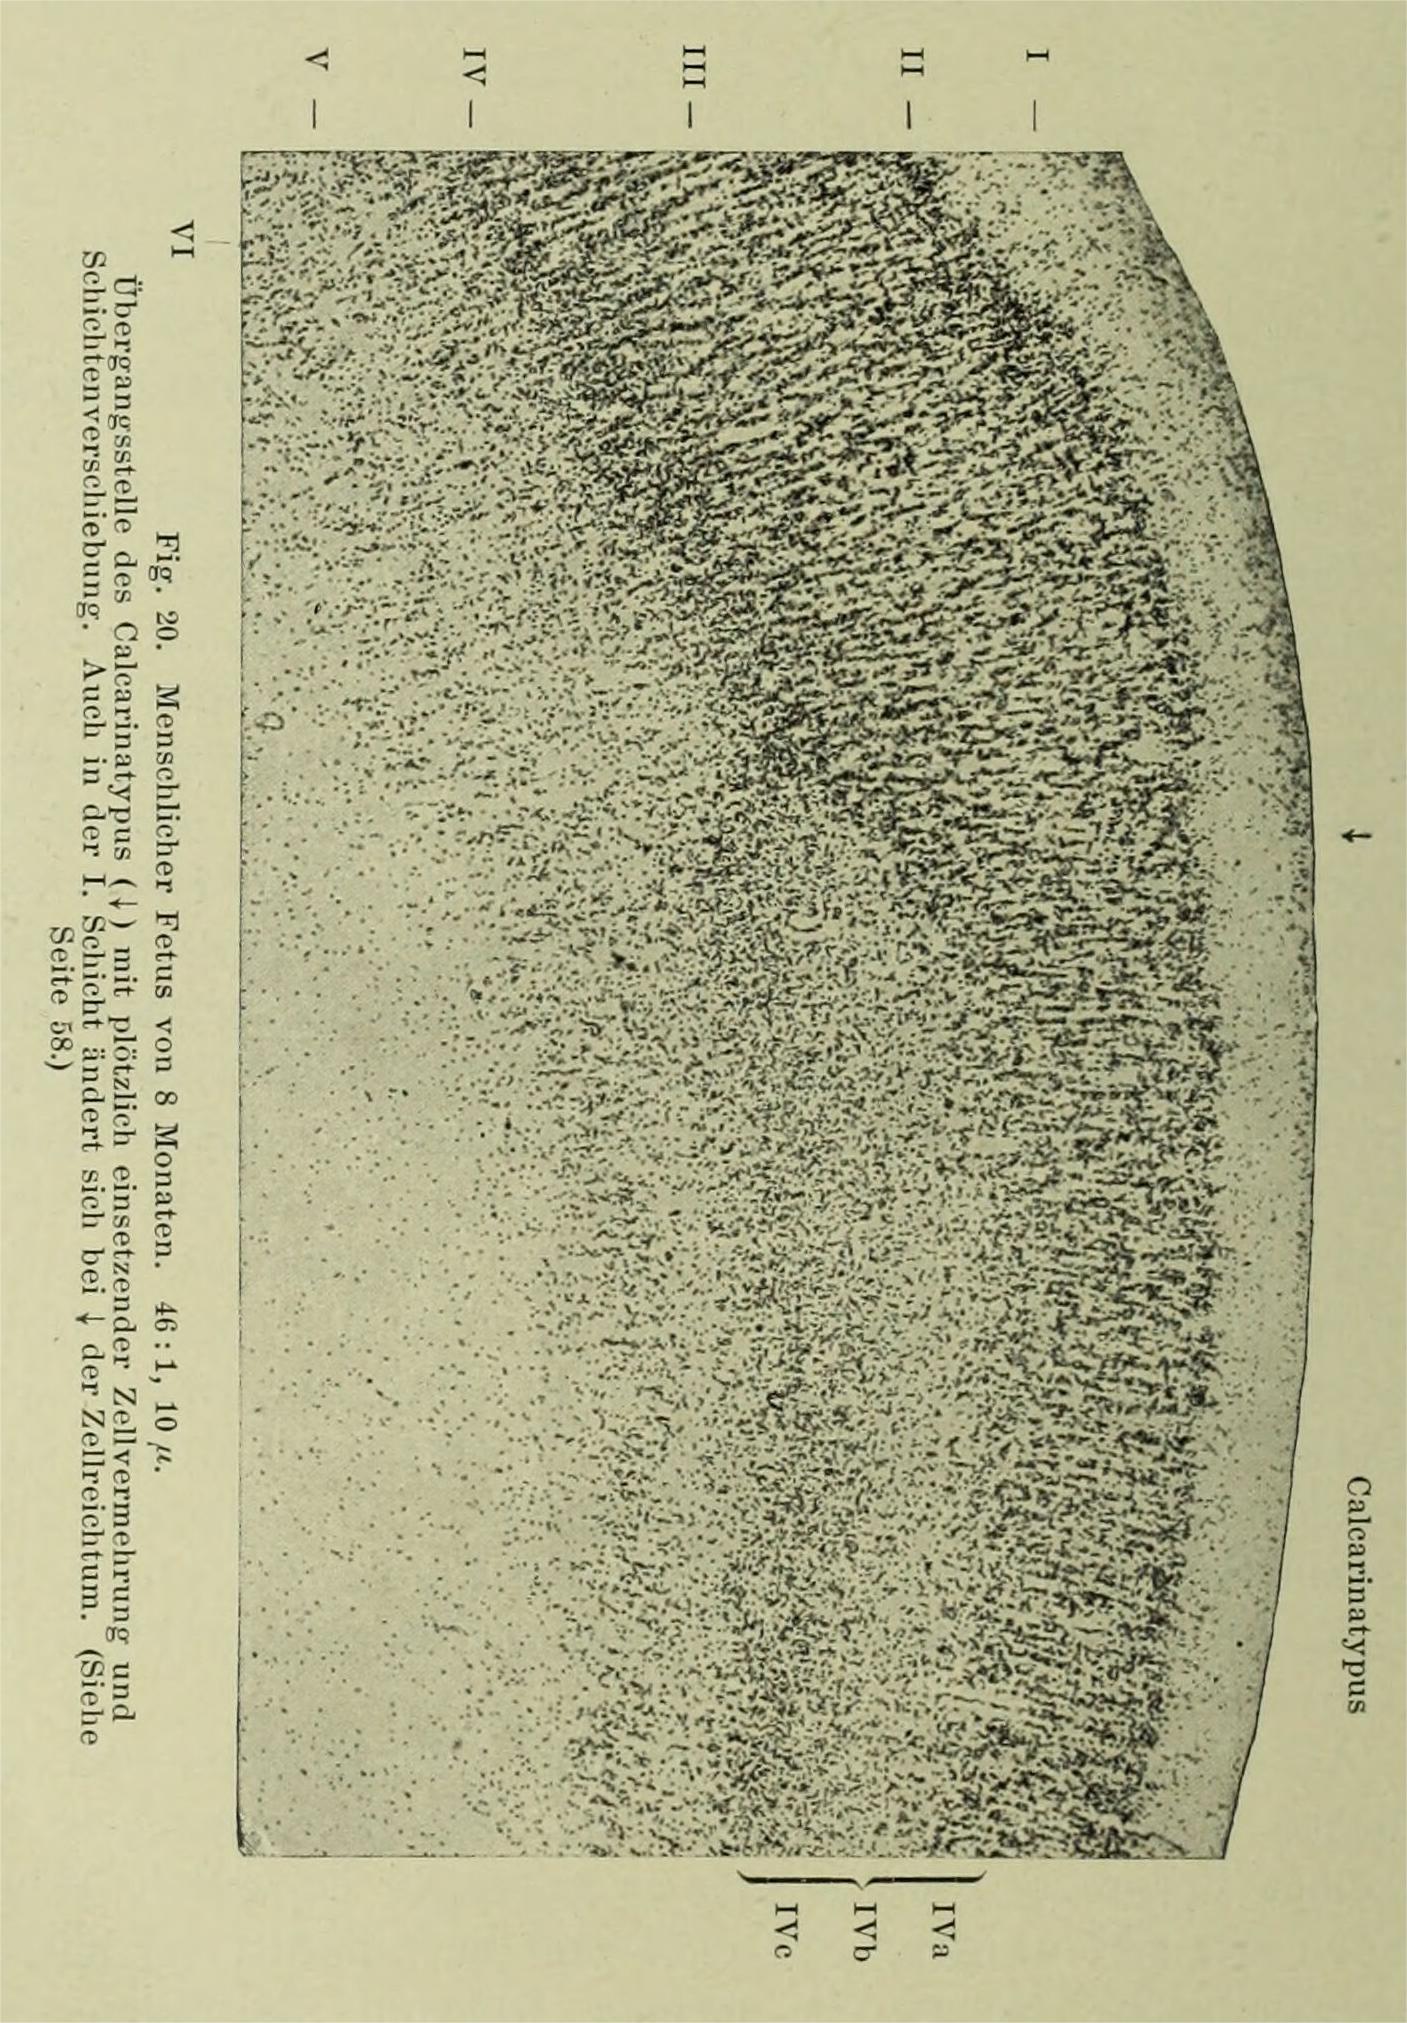 ↓
Calcarinatypus
I —
II —
III —
IV —
V —
VI
IVa
IVb
IVc
Fig. 20. Menschlicher Fetus von 8 Monaten. 46 : 1, 10 μ.
Übergangsstelle des Calcarinatypus (↓) mit plötzlich einsetzender Zellvermehrung und
Schichtenverschiebung. Auch in der I. Schicht ändert sich bei ↓ der Zellreichtum. (Siehe
Seite 58.)